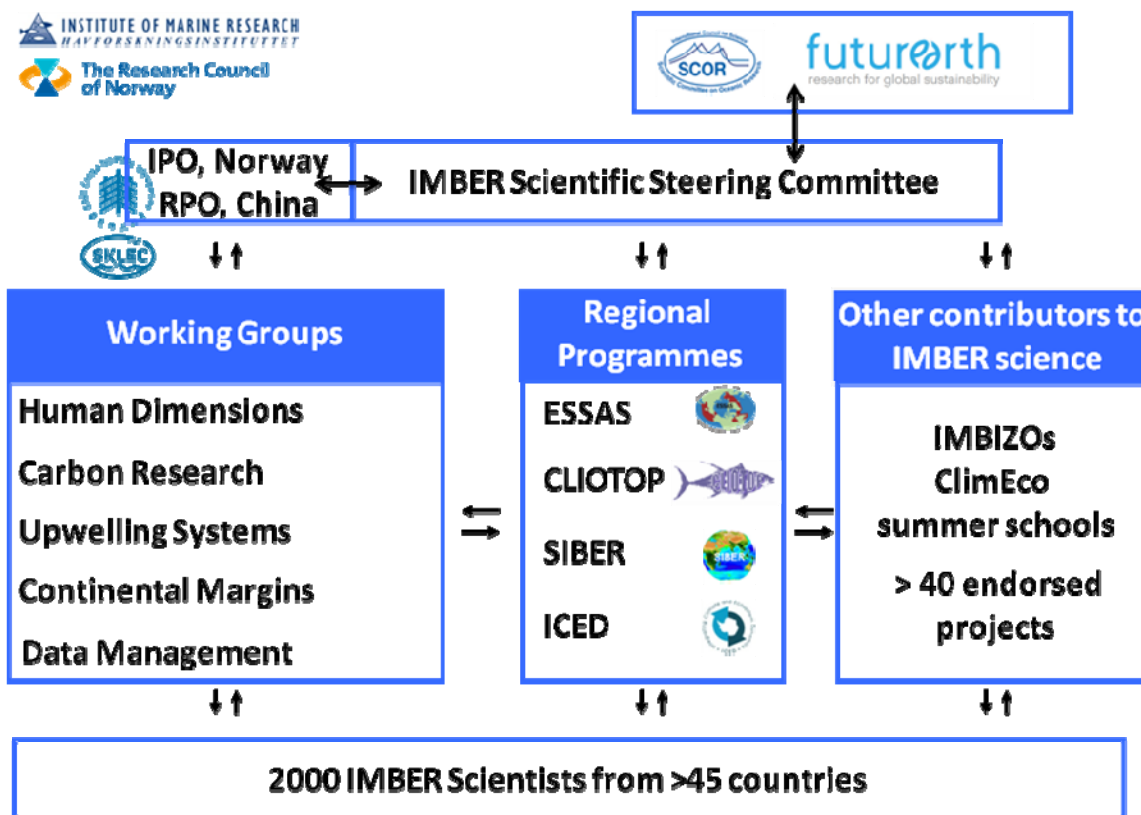 INSTITUTE OF MARINE RESEARCH
HAVFORSKNINGSINSTITUTTET
The Research Council
of Norway
SCOR
futurearth
research for global sustainability
IPO, Norway
RPO, China
IMBER Scientific Steering Committee
SKLEC
Working Groups
Human Dimensions
Carbon Research
Upwelling Systems
Continental Margins
Data Management
Regional
Programmes
ESSAS
CLIOTOP
SIBER
SIBER
ICED
Other contributors to
IMBER science
IMBIZOs
ClimEco
summer schools
> 40 endorsed
projects
2000 IMBER Scientists from >45 countries